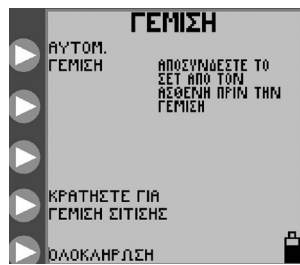 ΓΕΜΙΣΗ
ΑΥΤΟΜ.
ΓΕΜΙΣΗ
ΑΠΟΣΥΝΔΕΣΤΕ ΤΟ
ΣΕΤ ΑΠΟ ΤΟΝ
ΑΣΘΕΝΗ ΠΡΙΝ ΤΗΝ
ΓΕΜΙΣΗ
ΚΡΑΤΗΣΤΕ ΓΙΑ
ΓΕΜΙΣΗ ΣΙΤΙΣΗΣ
ΟΛΟΚΛΗΡΩΣΗ